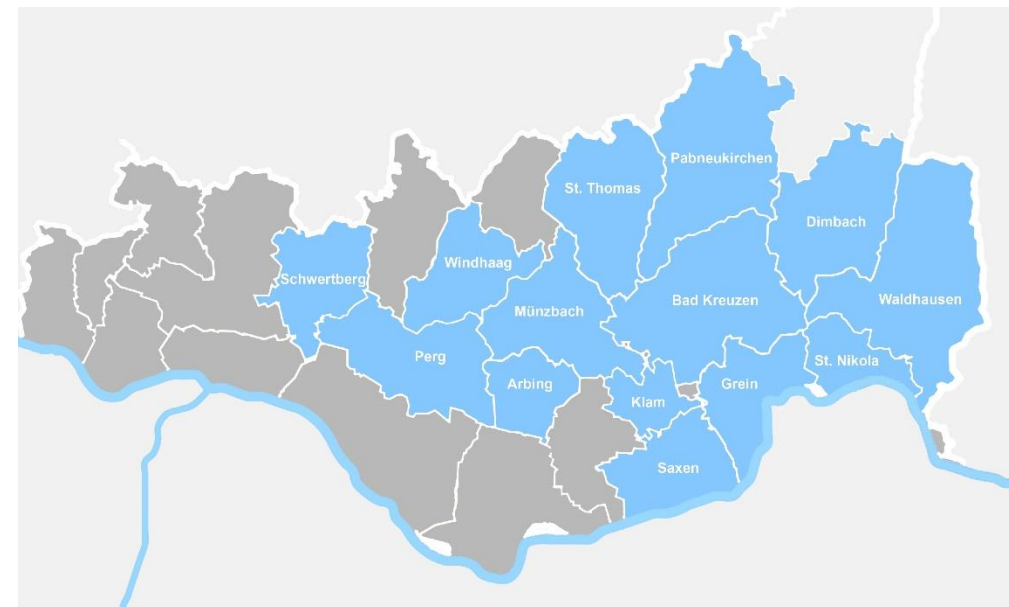 Pabneukirchen
St. Thomas
Dimbach
Windhaag
Schwertberg
Waldhausen
Bad Kreuzen
Münzbach
Perg
St. Nikola
Arbing
Grein
Klam
Saxen